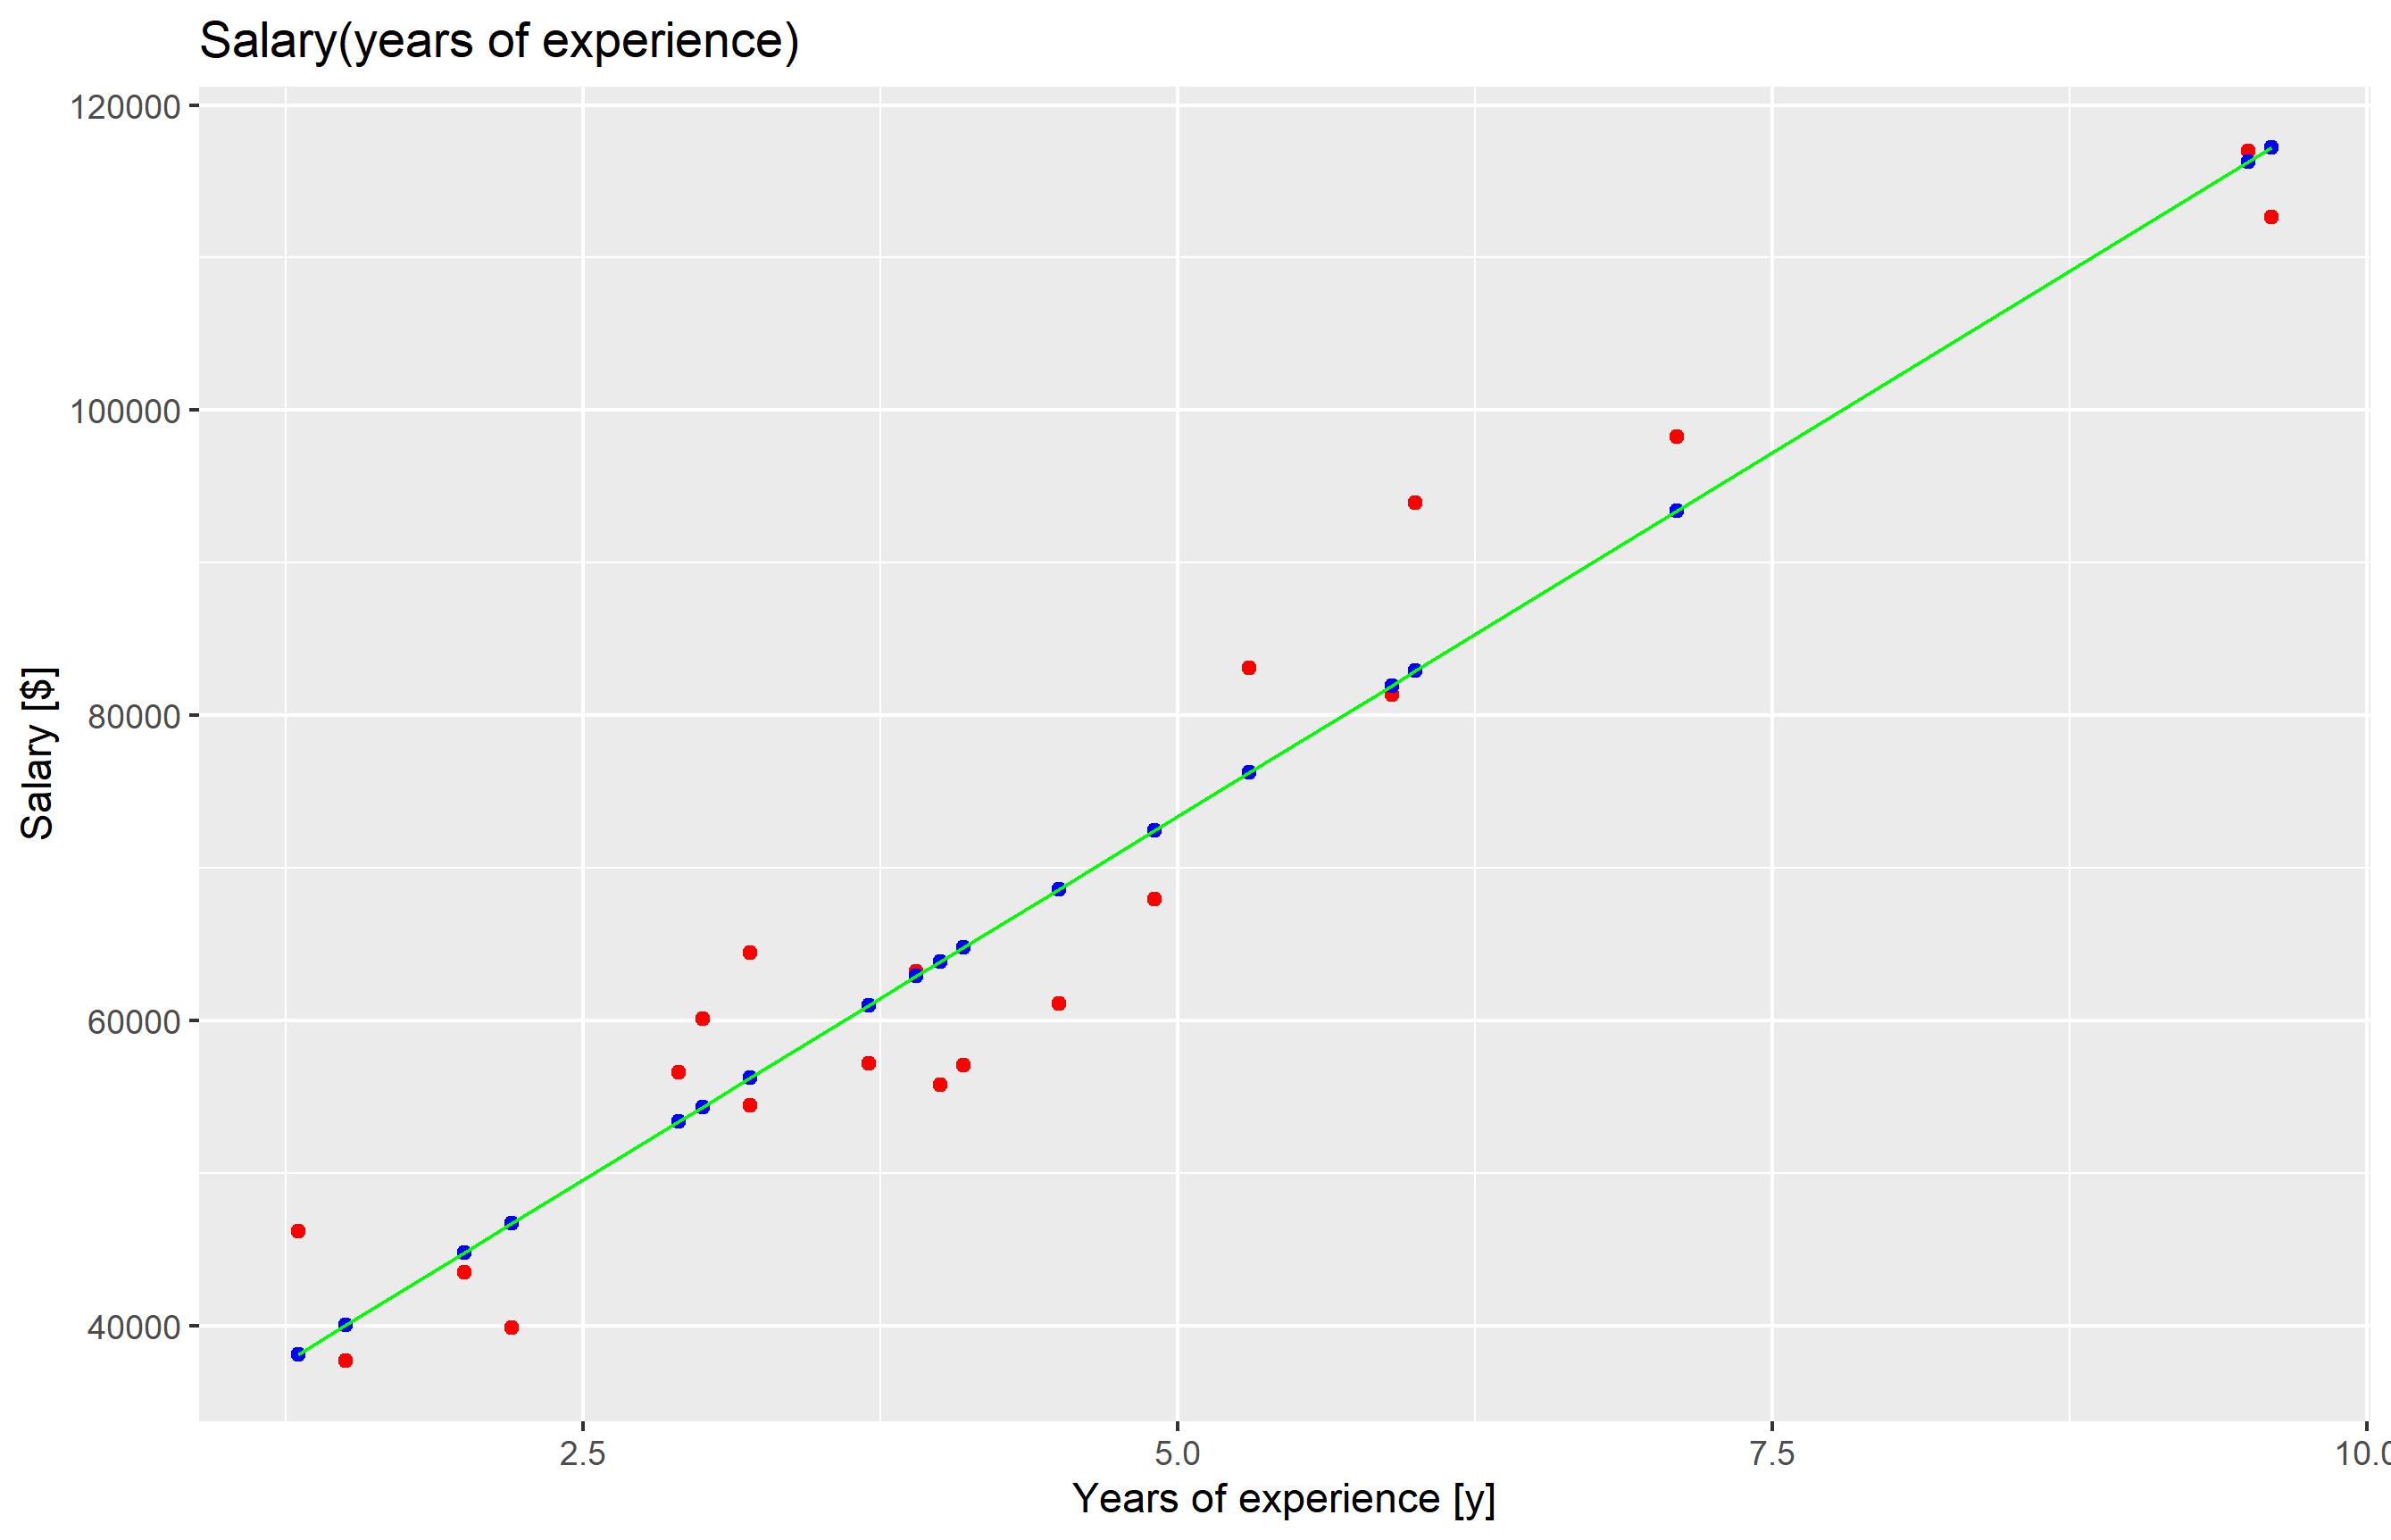 Salary(years of experience)
120000
100000
80000
60000
40000
Salary [$]
2.5 5.0 7.5 10.0
Years of experience [y]